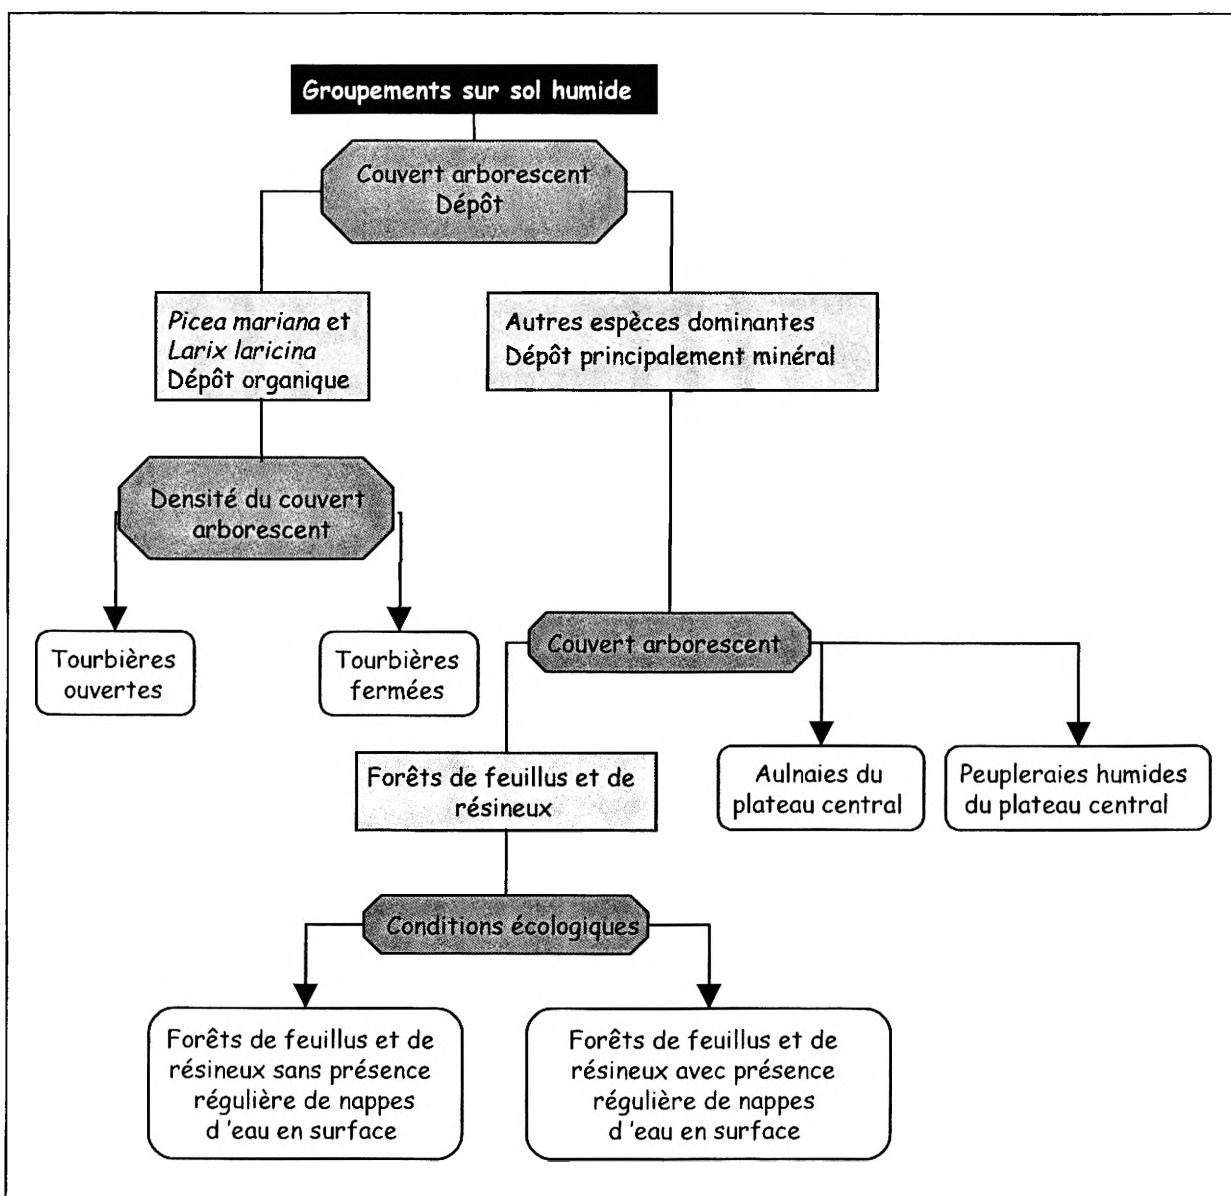 Groupements sur sol humide
Couvert arborescent
Dépôt
Picea mariana et
Larix laricina
Dépôt organique
Autres espèces dominantes
Dépôt principalement minéral
Densité du couvert
arborescent
Tourbières
ouvertes
Tourbières
fermées
Couvert arborescent
Forêts de feuillus et de
résineux
Aulnaies du
plateau central
Peupleraies humides
du plateau central
Conditions écologiques
Forêts de feuillus et de
résineux sans présence
régulière de nappes
d 'eau en surface
Forêts de feuillus et de
résineux avec présence
régulière de nappes
d 'eau en surface